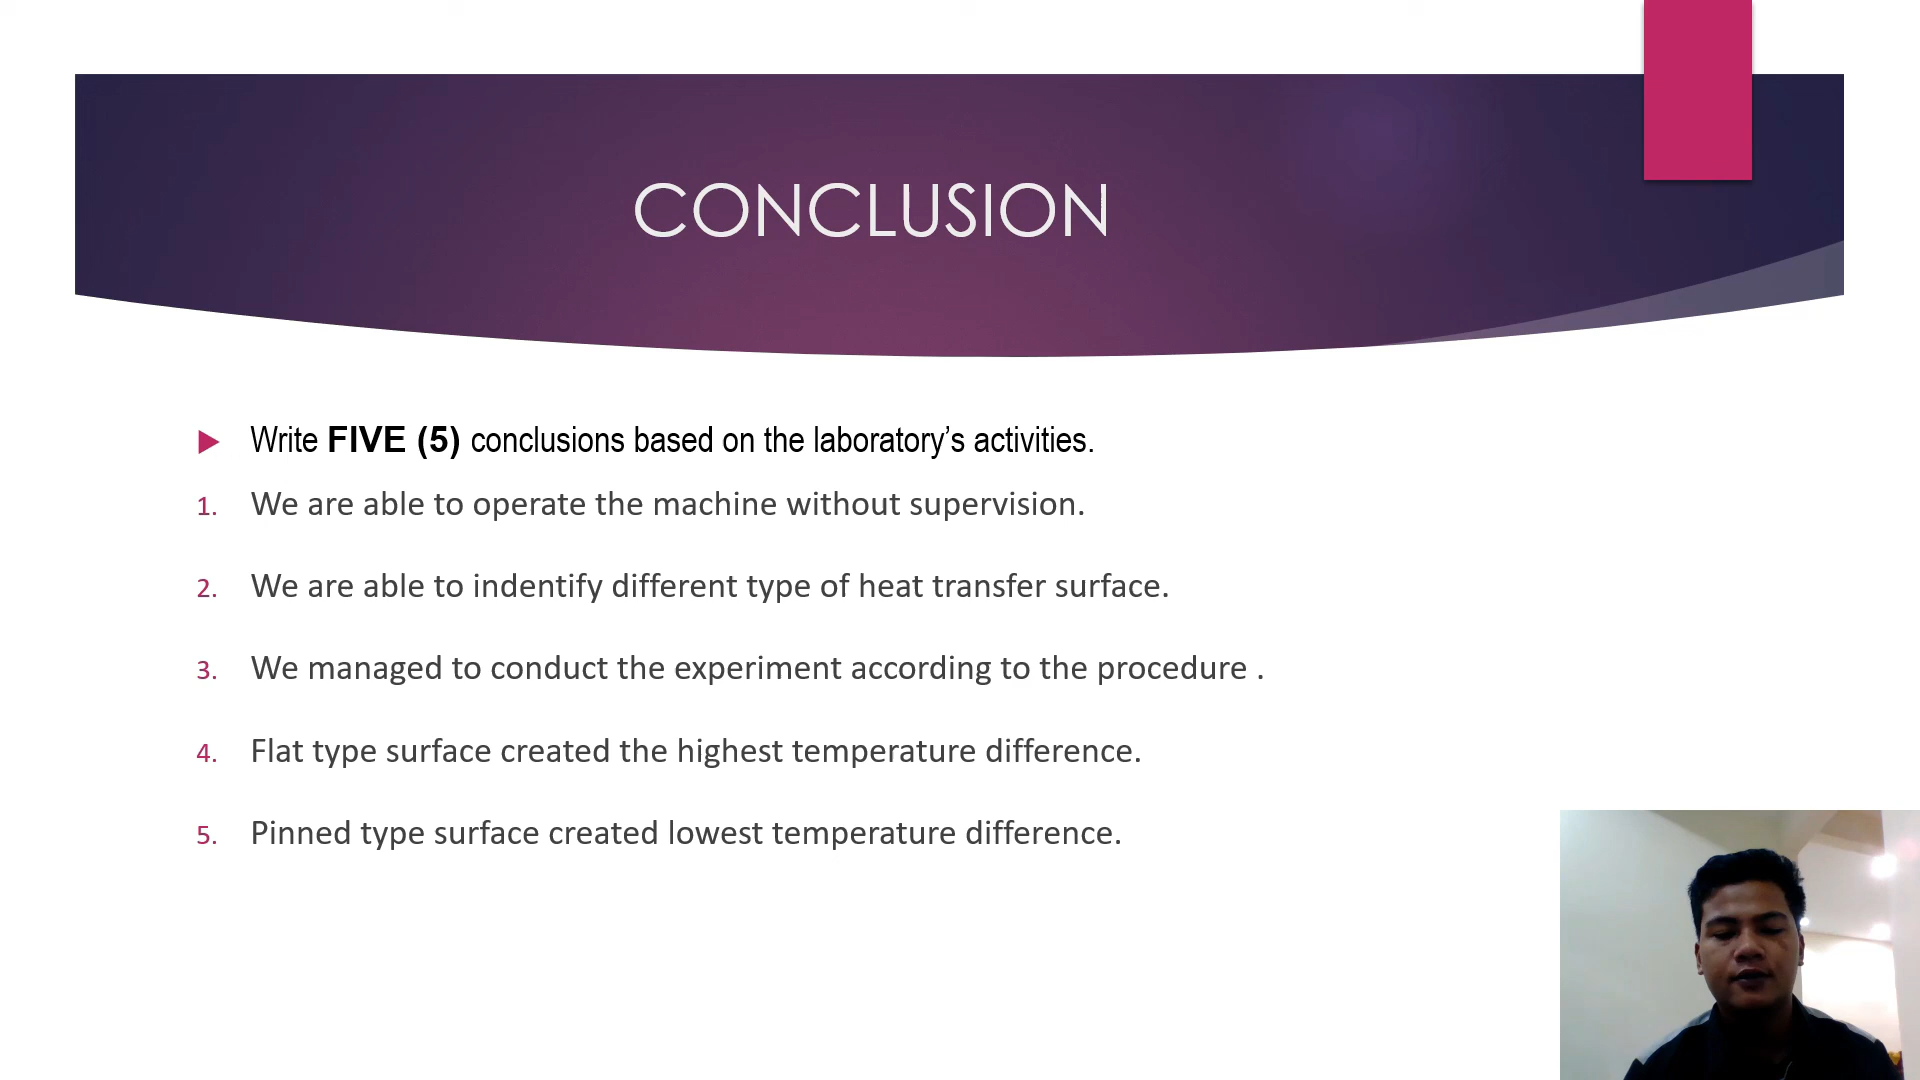 CONCLUSION
Write FIVE (5) conclusions based on the laboratory’s activities.
1. We are able to operate the machine without supervision.
2. We are able to indentify different type of heat transfer surface.
3. We managed to conduct the experiment according to the procedure .
4. Flat type surface created the highest temperature difference.
5. Pinned type surface created lowest temperature difference.